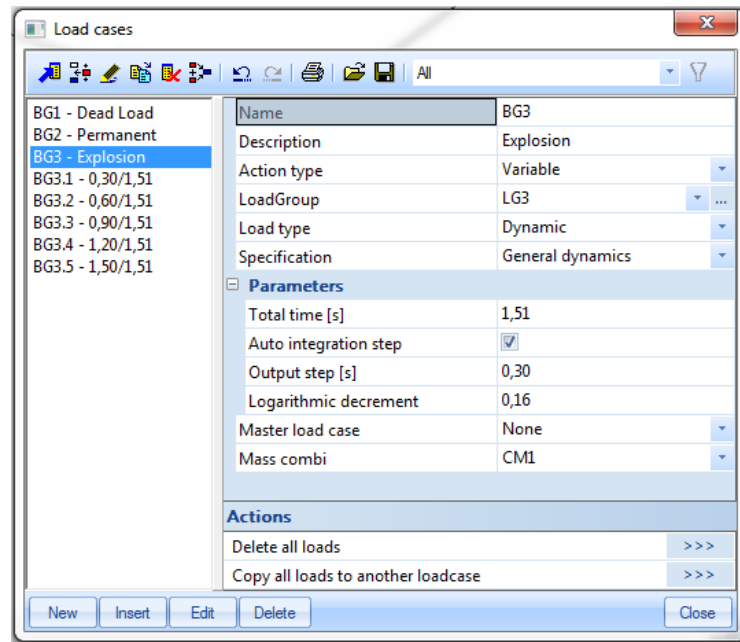 Load cases
All
BG1 - Dead Load
BG2 - Permanent
BG3 - Explosion
BG3.1 - 0,30/1,51
BG3.2 - 0,60/1,51
BG3.3 - 0,90/1,51
BG3.4 - 1,20/1,51
BG3.5 - 1,50/1,51
Name BG3
Description Explosion
Action type Variable
LoadGroup LG3 ...
Load type Dynamic
Specification General dynamics
Parameters
Total time [s] 1,51
Auto integration step
Output step [s] 0,30
Logarithmic decrement 0,16
Master load case None
Mass combi CM1
Actions
Delete all loads >>>
Copy all loads to another loadcase >>>
New Insert Edit Delete Close